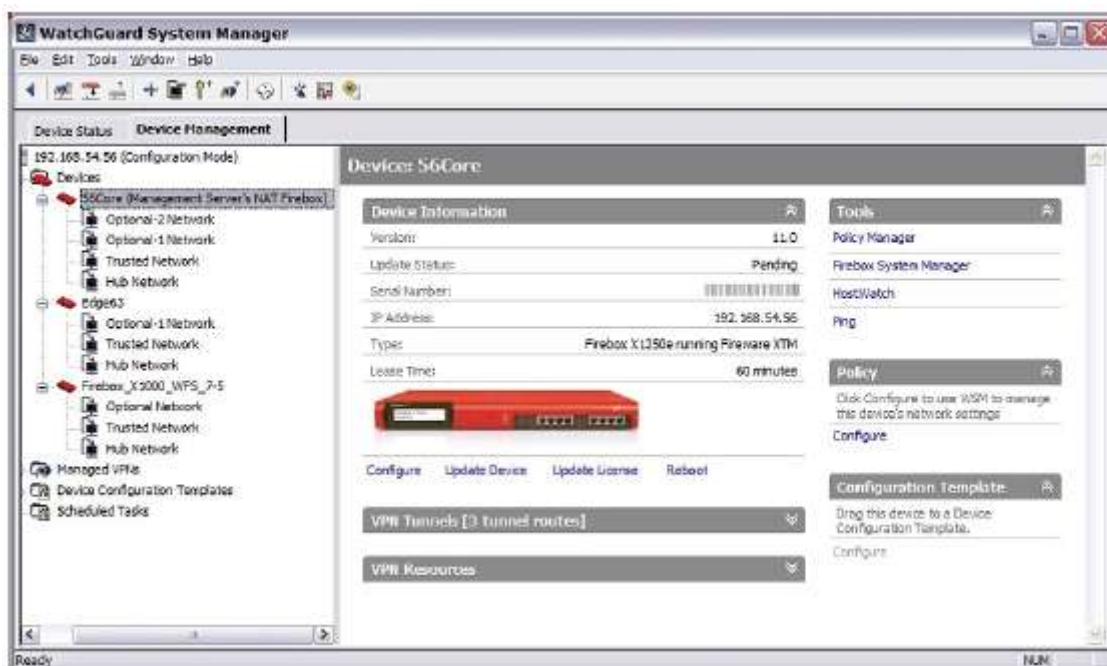 WatchGuard System Manager
File Edit Tools Window Help
Device Status Device Management
192.168.54.56 (Configuration Mode)
Devices
56Core (Management Server's NAT Firebox)
Optional-2 Network
Optional-1 Network
Trusted Network
Hub Network
Edge63
Optional-1 Network
Trusted Network
Hub Network
Firebox_X1000_WFS_7-5
Optional Network
Trusted Network
Hub Network
Managed VPNs
Device Configuration Templates
Scheduled Tasks
Device: 56Core
Device Information
Version: 11.0
Update Status: Pending
Serial Number:
IP Address: 192.168.54.56
Type: Firebox X1250e running Fireware XTM
Lease Time: 60 minutes
Configure Update Device Update License Reboot
VPN Tunnels [3 tunnel routes]
VPN Resources
Tools
Policy Manager
Firebox System Manager
HostWatch
Ping
Policy
Click Configure to use WSM to manage
this device's network settings
Configure
Configuration Template
Drag this device to a Device
Configuration Template.
Configure
Ready
NUM